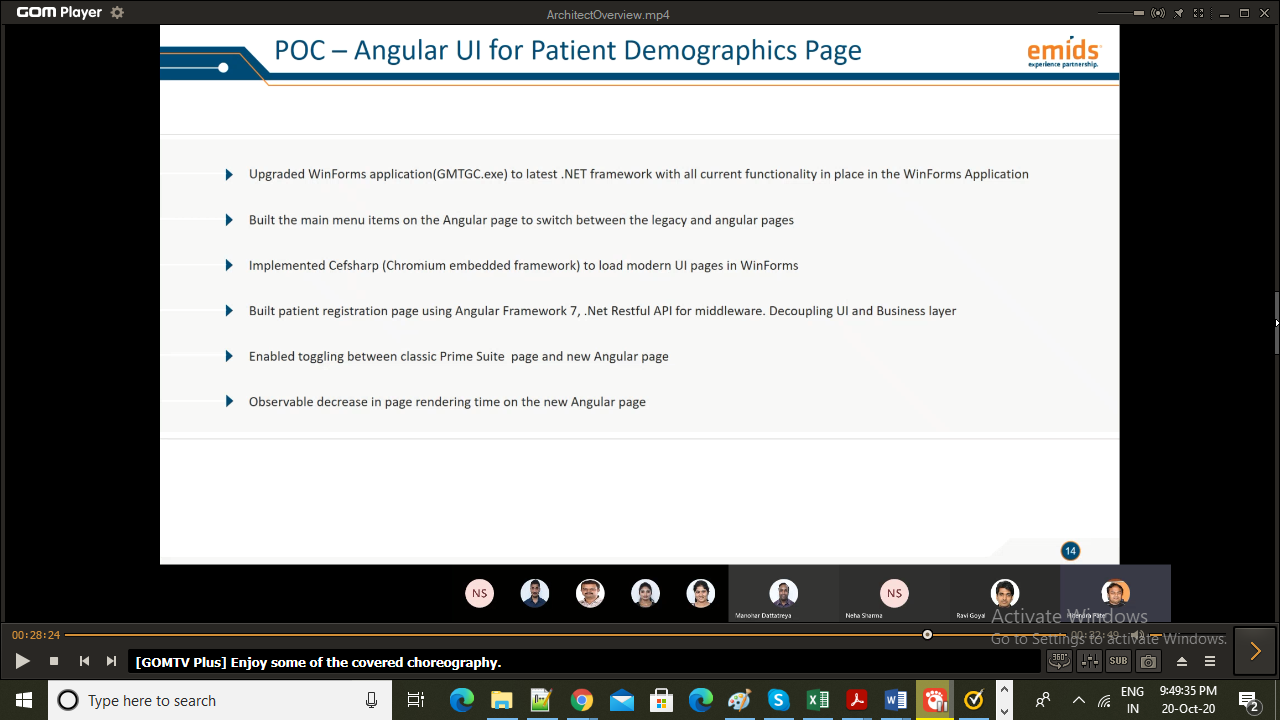 GOM Player
ArchitectOverview.mp4
POC – Angular UI for Patient Demographics Page
emids
experience partnership.
Upgraded WinForms application(GMTGC.exe) to latest .NET framework with all current functionality in place in the WinForms Application
Built the main menu items on the Angular page to switch between the legacy and angular pages
Implemented Cefsharp (Chromium embedded framework) to load modern UI pages in WinForms
Built patient registration page using Angular Framework 7, .Net Restful API for middleware. Decoupling UI and Business layer
Enabled toggling between classic Prime Suite page and new Angular page
Observable decrease in page rendering time on the new Angular page
14
NS
NS
Manohar Dattatreya
Neha Sharma
Ravi Goyal
Activate Windows
Go to Settings to activate Windows.
00:28:24
00:32:49
[GOMTV Plus] Enjoy some of the covered choreography.
360°
SUB
Type here to search
ENG
IN
9:49:35 PM
20-Oct-20
2